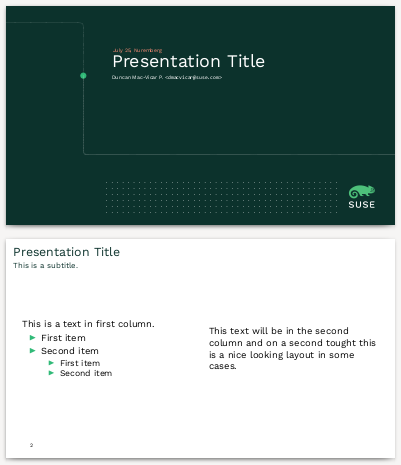 July 25, Nuremberg
Presentation Title
Duncan Mac-Vicar P. <dmacvicar@suse.com>
SUSE
Presentation Title
This is a subtitle.
This is a text in first column.
First item
Second item
First item
Second item
This text will be in the second
column and on a second tought this
is a nice looking layout in some
cases.